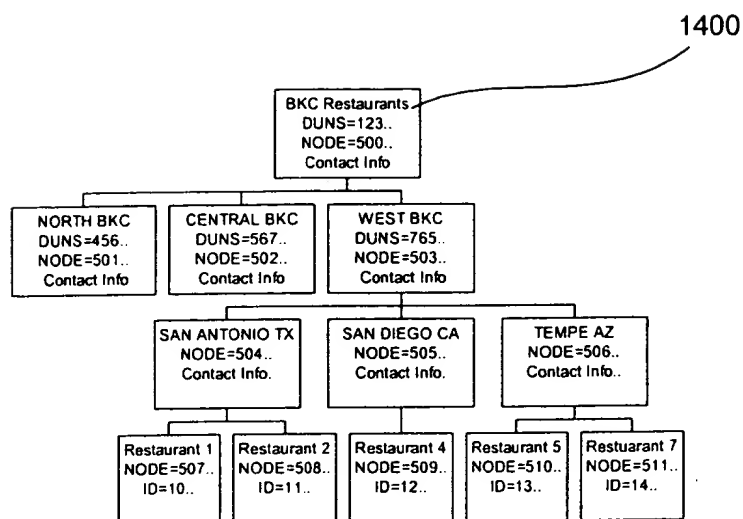 1400
BKC Restaurants
DUNS=123..
NODE=500..
Contact Info
NORTH BKC
DUNS=456..
NODE=501..
Contact Info
CENTRAL BKC
DUNS=567..
NODE=502..
Contact Info
WEST BKC
DUNS=765..
NODE=503..
Contact Info
SAN ANTONIO TX
NODE=504..
Contact Info.
SAN DIEGO CA
NODE=505..
Contact Info.
TEMPE AZ
NODE=506..
Contact Info..
Restaurant 1
NODE=507..
ID=10..
Restaurant 2
NODE=508..
ID=11..
Restaurant 4
NODE=509..
ID=12..
Restaurant 5
NODE=510..
ID=13..
Restuarant 7
NODE=511..
ID=14..